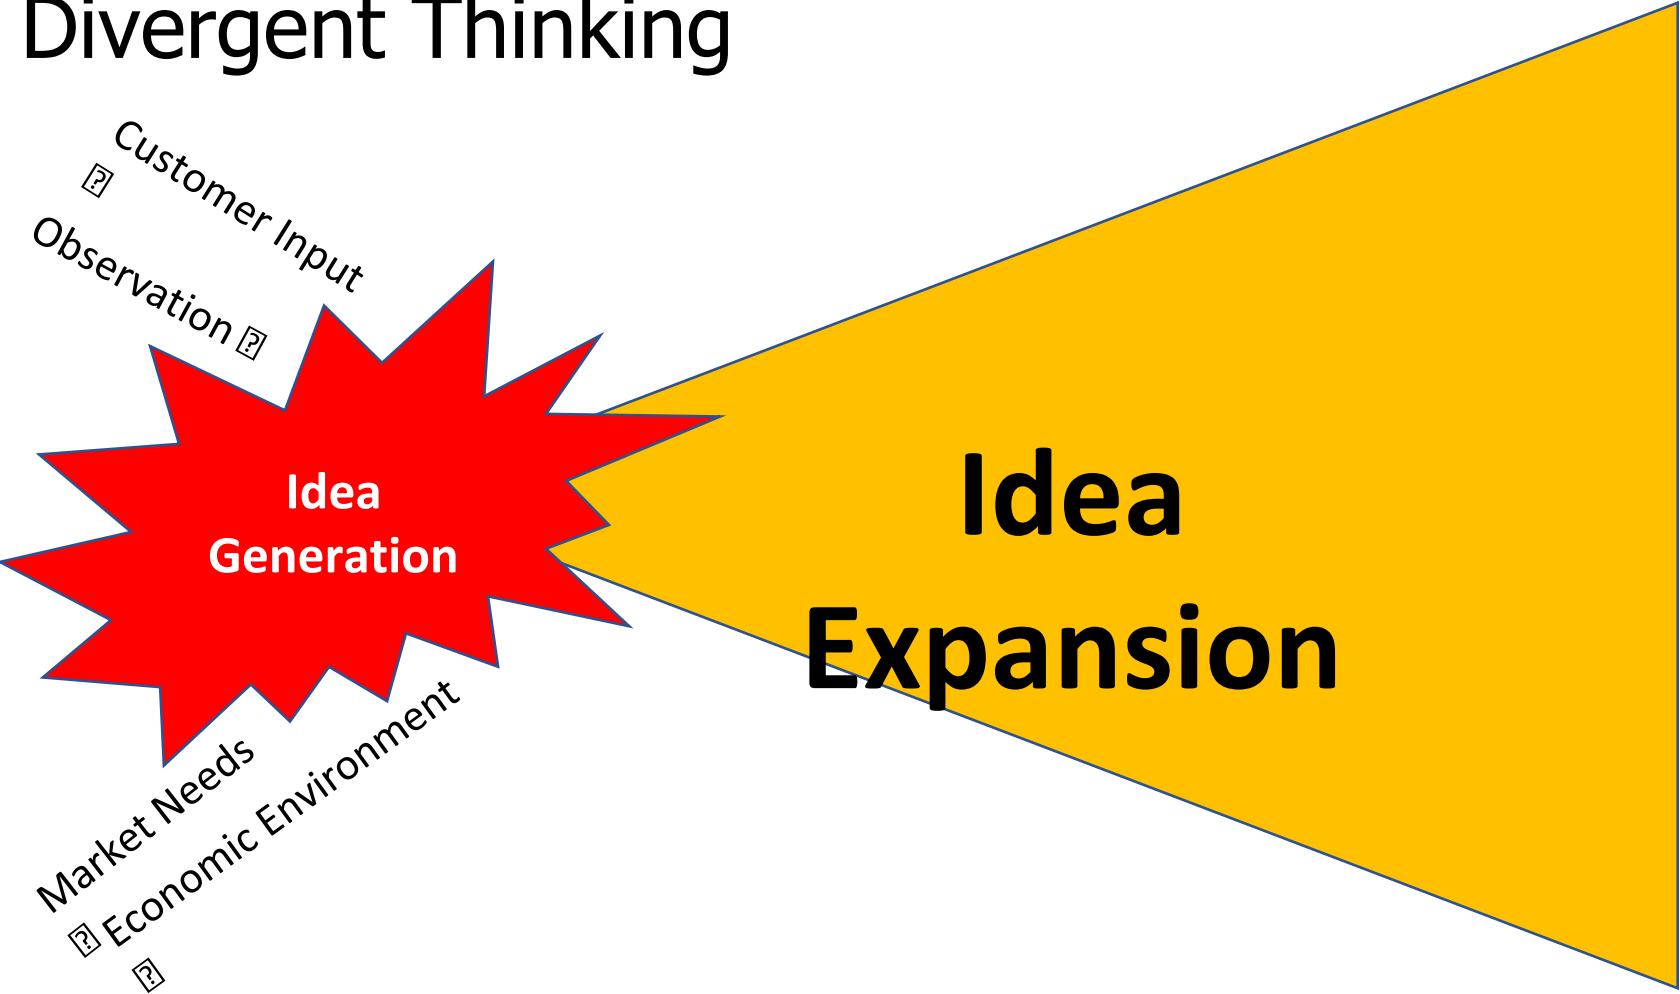 Divergent Thinking
Customer Input
Observation
Idea
Generation
Idea
Expansion
Market Needs
Economic Environment